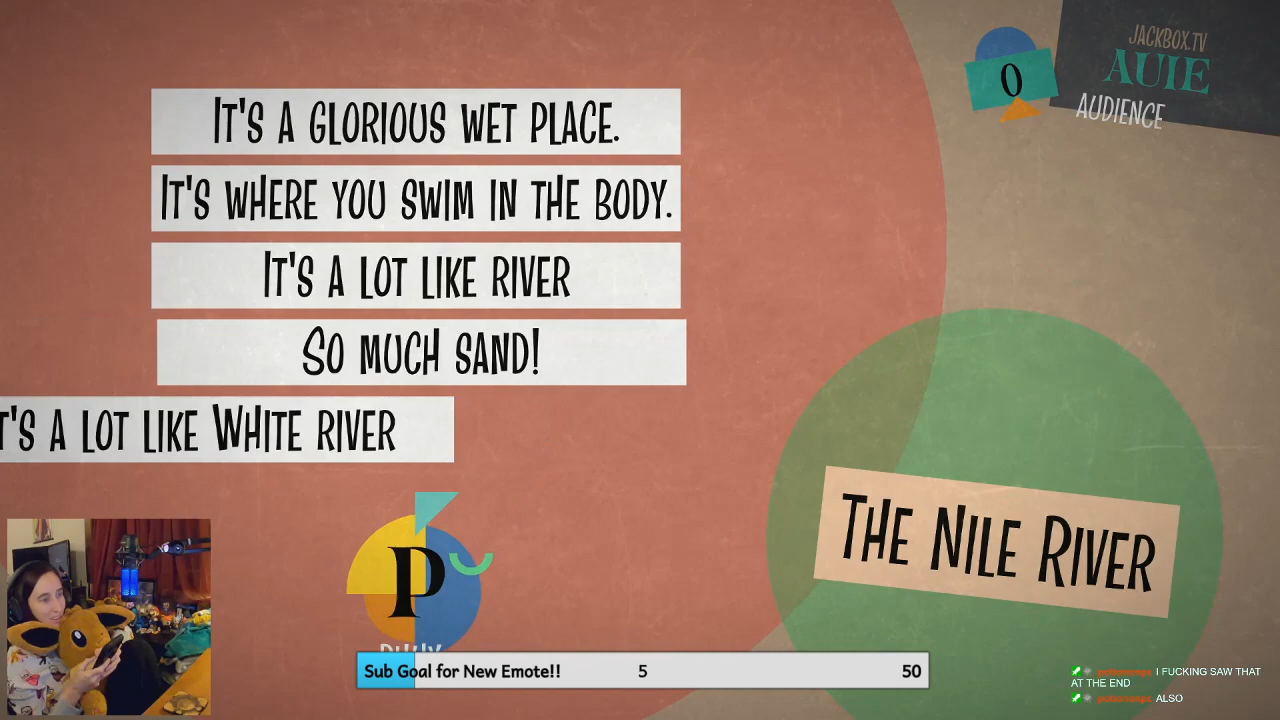 JACKBOX.TV
AUIE
0
AUDIENCE
IT'S A GLORIOUS WET PLACE.
IT'S WHERE YOU SWIM IN THE BODY.
IT'S A LOT LIKE RIVER
SO MUCH SAND!
T'S A LOT LIKE WHITE RIVER
THE NILE RIVER
P
Sub Goal for New Emote!! 5 50
I FUCKING SAW THAT
AT THE END
ALSO